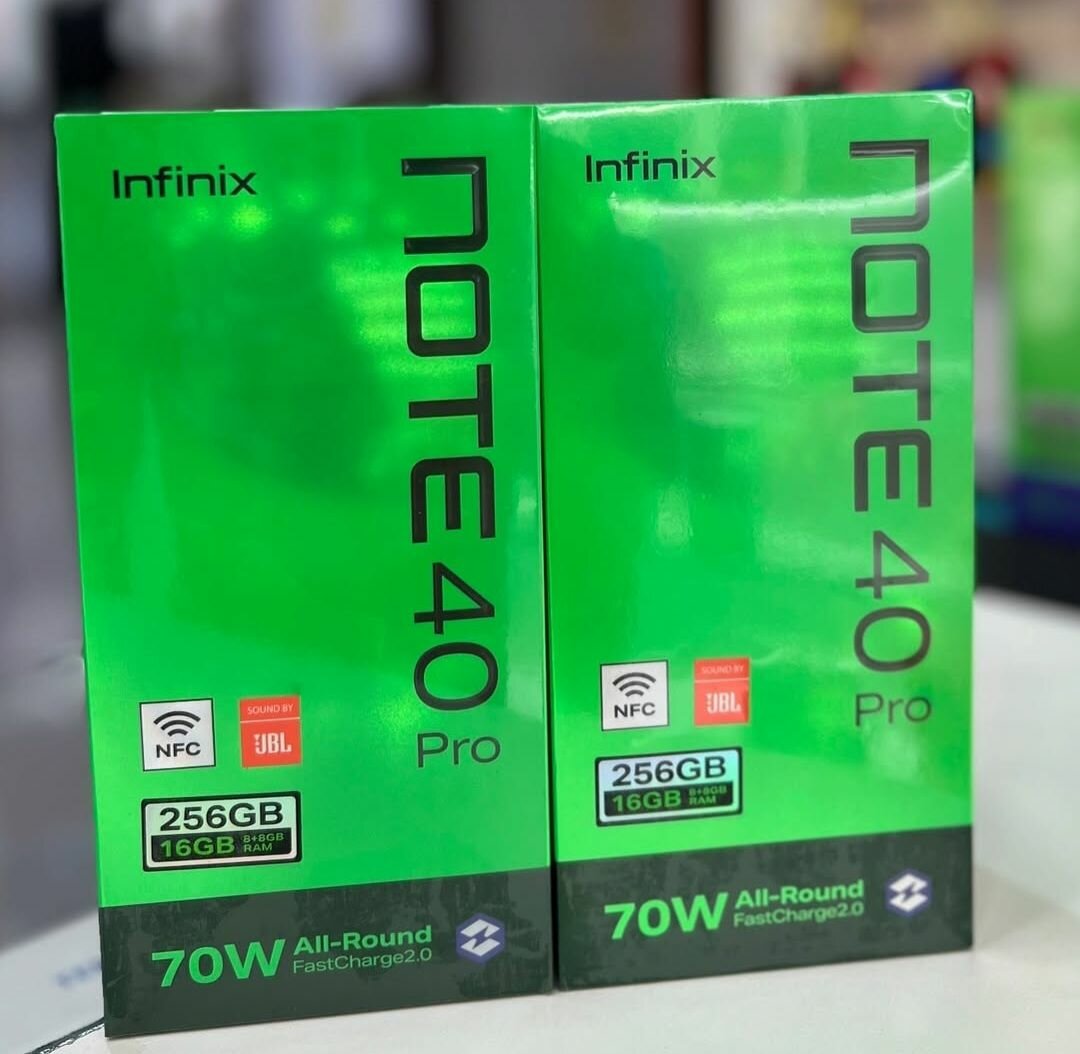 Infinix
NOTE 40
Pro
NFC
SOUND BY
JBL
256GB
16GB 8+8GB
RAM
70W All-Round
FastCharge2.0
Infinix
NOTE 40
Pro
NFC
SOUND BY
JBL
256GB
16GB 8+8GB
RAM
70W All-Round
FastCharge2.0